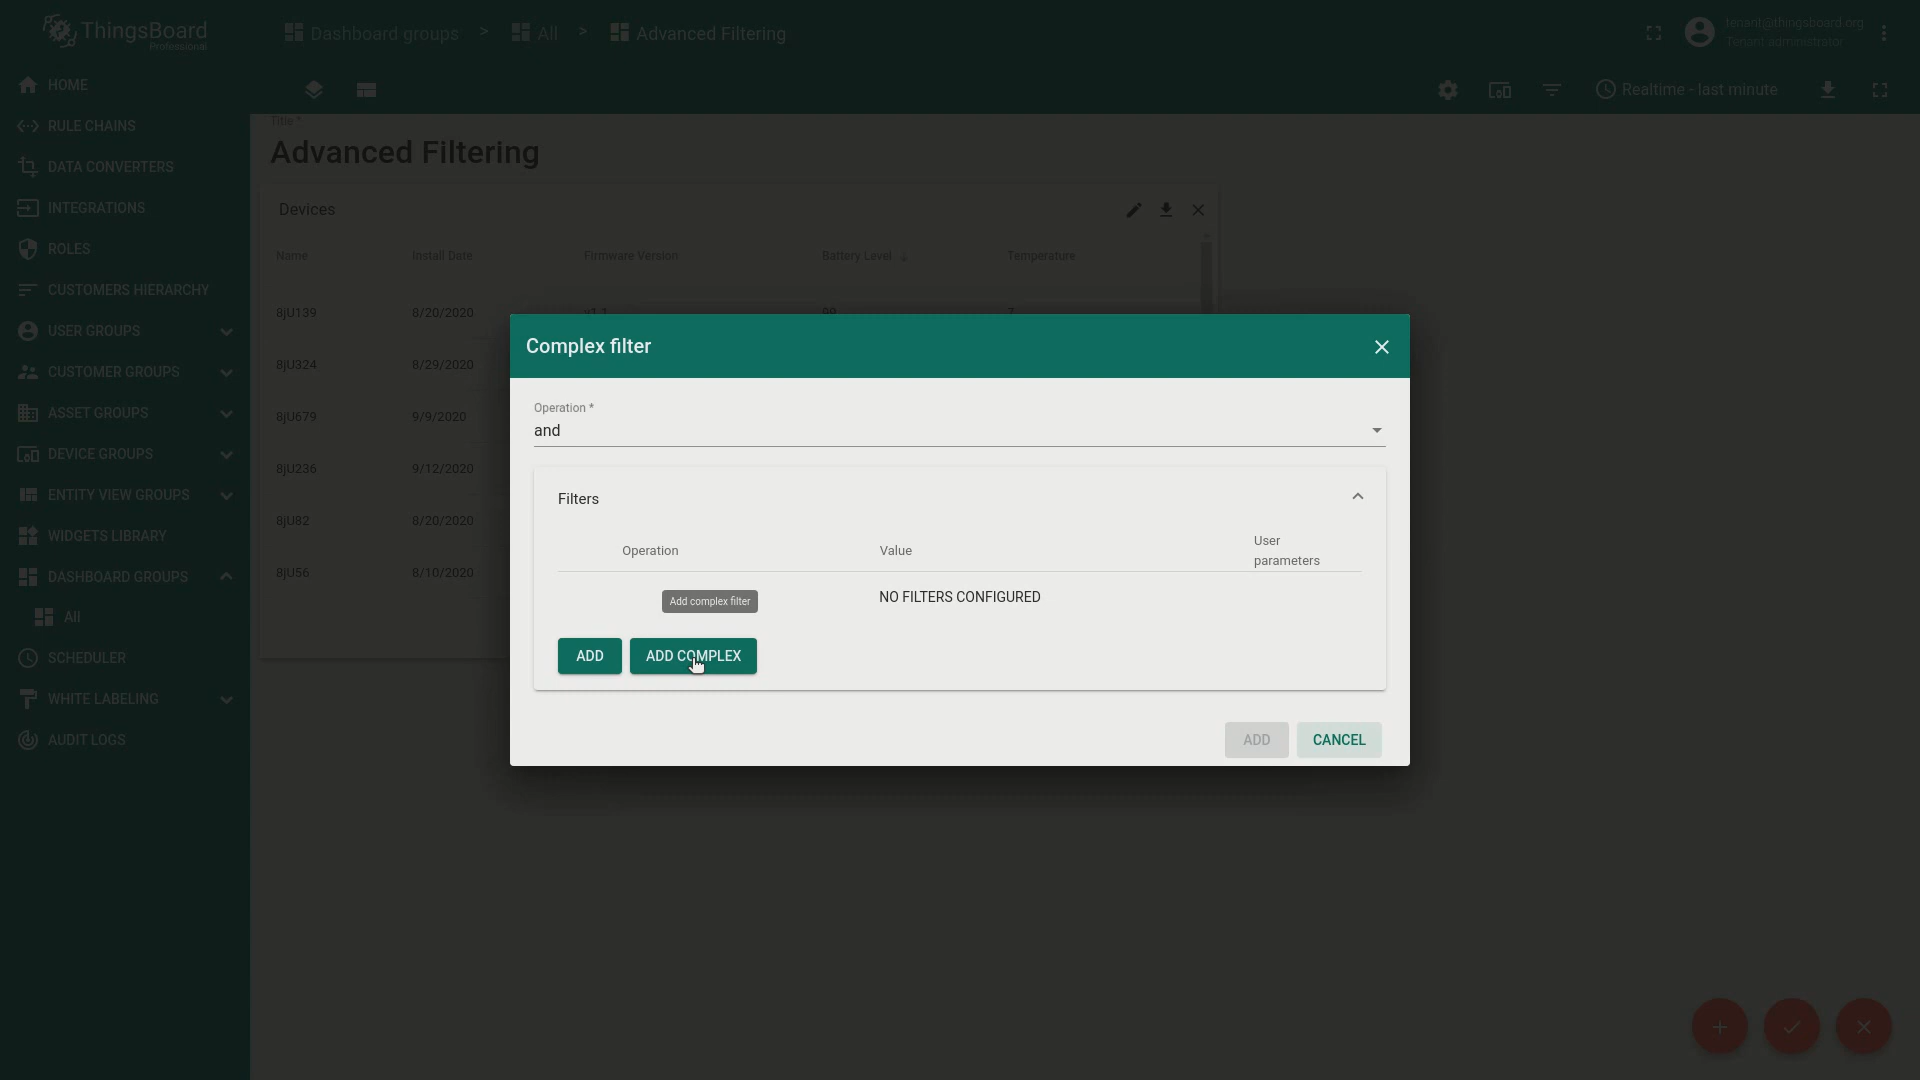 ThingsBoard
Professional
Dashboard groups > All > Advanced Filtering
tenant@thingsboard.org
Tenant administrator
Realtime - last minute
HOME
RULE CHAINS
DATA CONVERTERS
INTEGRATIONS
ROLES
CUSTOMERS HIERARCHY
USER GROUPS
CUSTOMER GROUPS
ASSET GROUPS
DEVICE GROUPS
ENTITY VIEW GROUPS
WIDGETS LIBRARY
DASHBOARD GROUPS
All
SCHEDULER
WHITE LABELING
AUDIT LOGS
Title *
Advanced Filtering
Devices
Name Install Date Firmware Version Battery Level Temperature
8jU139 8/20/2020 v1.1 99 7
8jU324 8/29/2020
8jU679 9/9/2020
8jU236 9/12/2020
8jU82 8/20/2020
8jU56 8/10/2020
Complex filter
Operation *
and
Filters
Operation Value User parameters
NO FILTERS CONFIGURED
Add complex filter
ADD ADD COMPLEX
ADD CANCEL